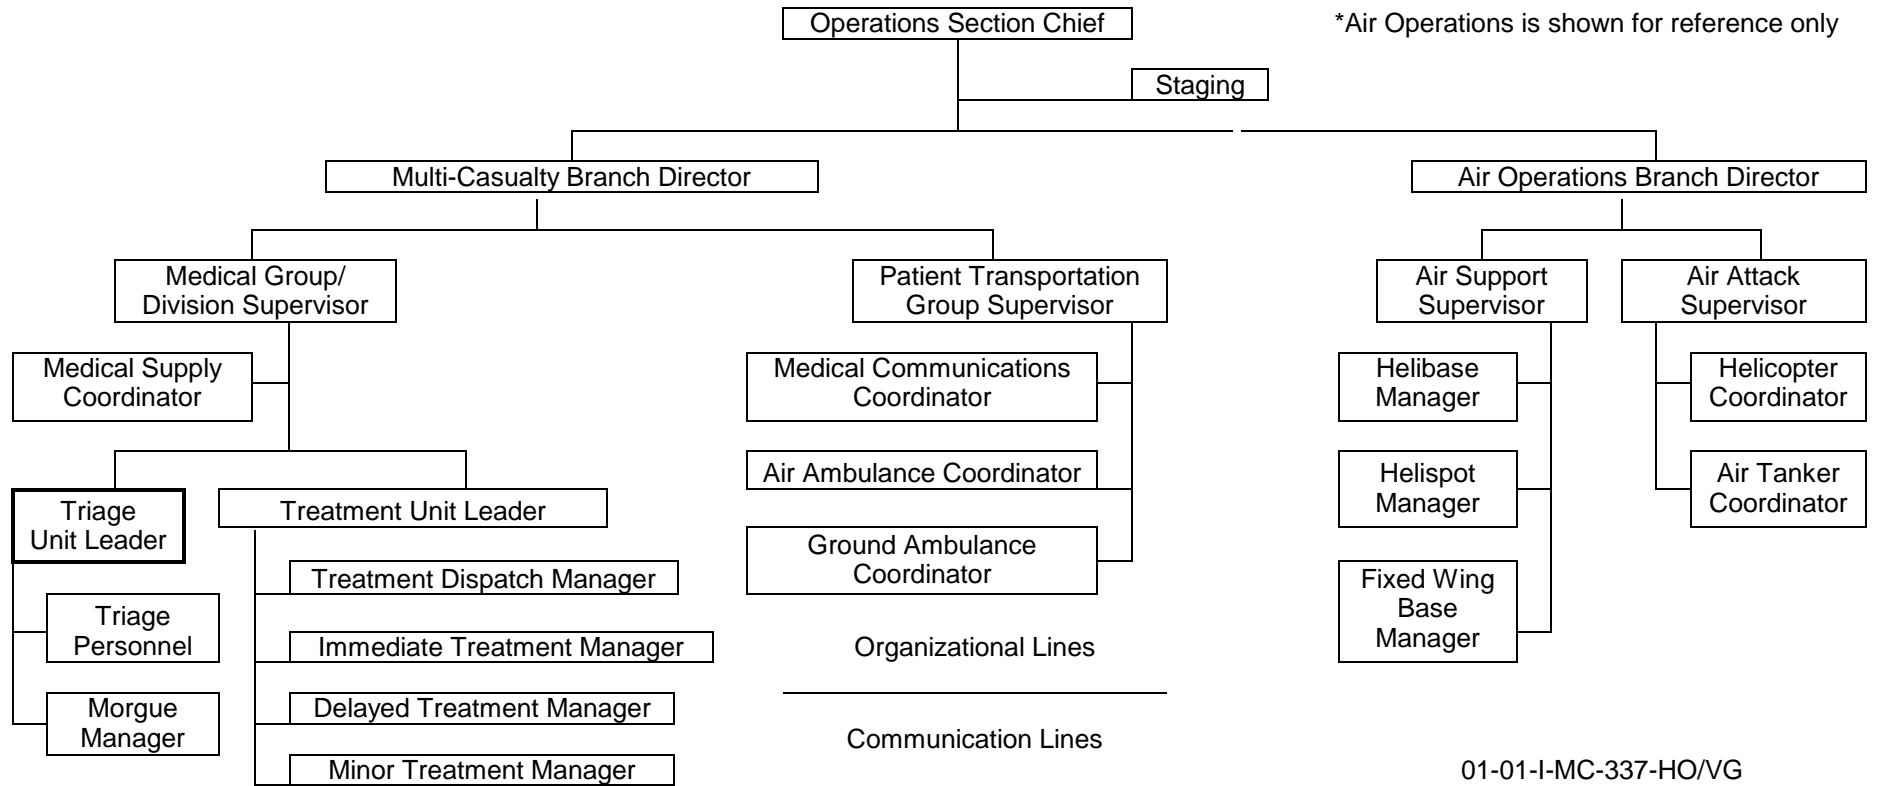 Operations Section Chief
*Air Operations is shown for reference only
Staging
Multi-Casualty Branch Director
Air Operations Branch Director
Medical Group/
Division Supervisor
Patient Transportation
Group Supervisor
Air Support
Supervisor
Air Attack
Supervisor
Medical Supply
Coordinator
Medical Communications
Coordinator
Helibase
Manager
Helicopter
Coordinator
Air Ambulance Coordinator
Helispot
Manager
Air Tanker
Coordinator
Triage
Unit Leader
Treatment Unit Leader
Ground Ambulance
Coordinator
Treatment Dispatch Manager
Fixed Wing
Base
Manager
Triage
Personnel
Immediate Treatment Manager
Organizational Lines
Morgue
Manager
Delayed Treatment Manager
Communication Lines
Minor Treatment Manager
01-01-I-MC-337-HO/VG